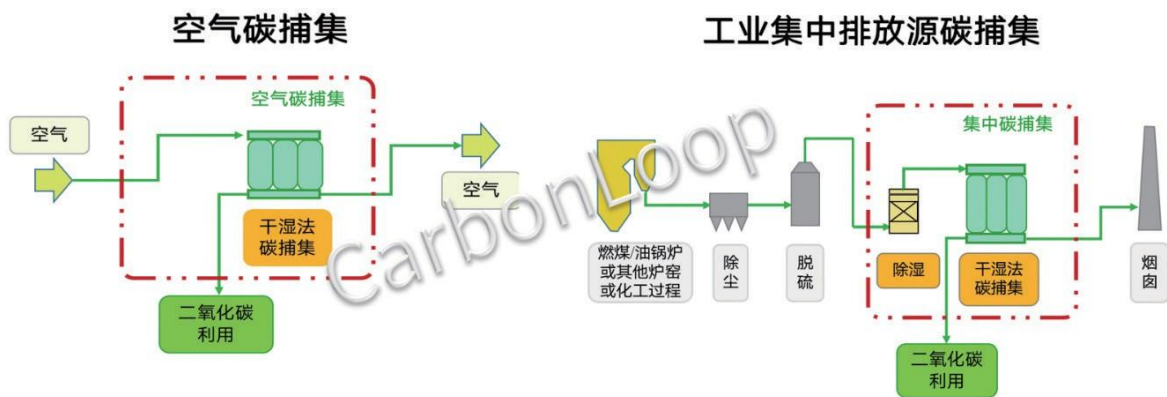 空气碳捕集
工业集中排放源碳捕集
空气碳捕集
空气
空气
干湿法
碳捕集
二氧化碳
利用
CarbonLoop
集中碳捕集
燃煤/油锅炉
或其他炉窑
或化工过程
除
尘
脱
硫
除湿
干湿法
碳捕集
烟
囱
二氧化碳
利用